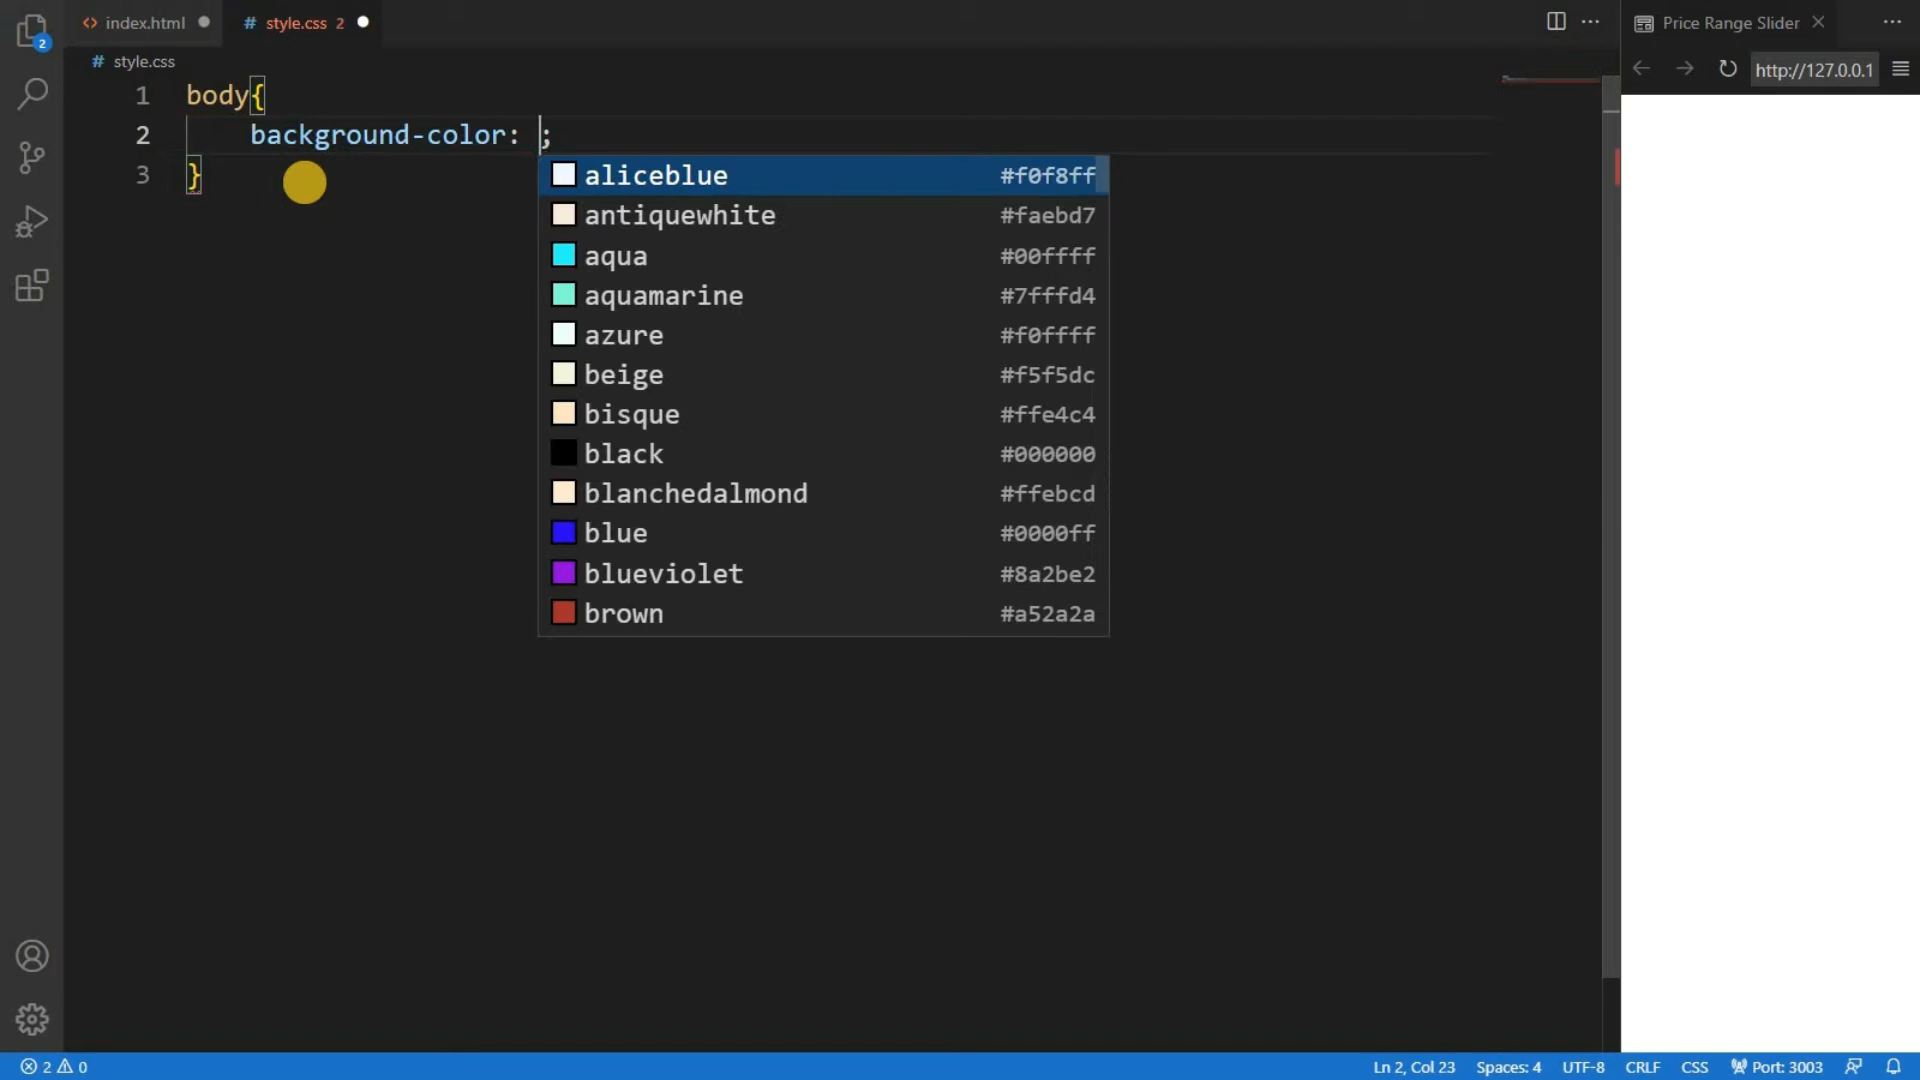 2
index.html
# style.css 2
Price Range Slider
# style.css
http://127.0.0.1
1 body{
2 background-color: ;
3 }
aliceblue #f0f8ff
antiquewhite #faebd7
aqua #00ffff
aquamarine #7fffd4
azure #f0ffff
beige #f5f5dc
bisque #ffe4c4
black #000000
blanchedalmond #ffebcd
blue #0000ff
blueviolet #8a2be2
brown #a52a2a
2 0 Ln 2, Col 23 Spaces: 4 UTF-8 CRLF CSS Port: 3003